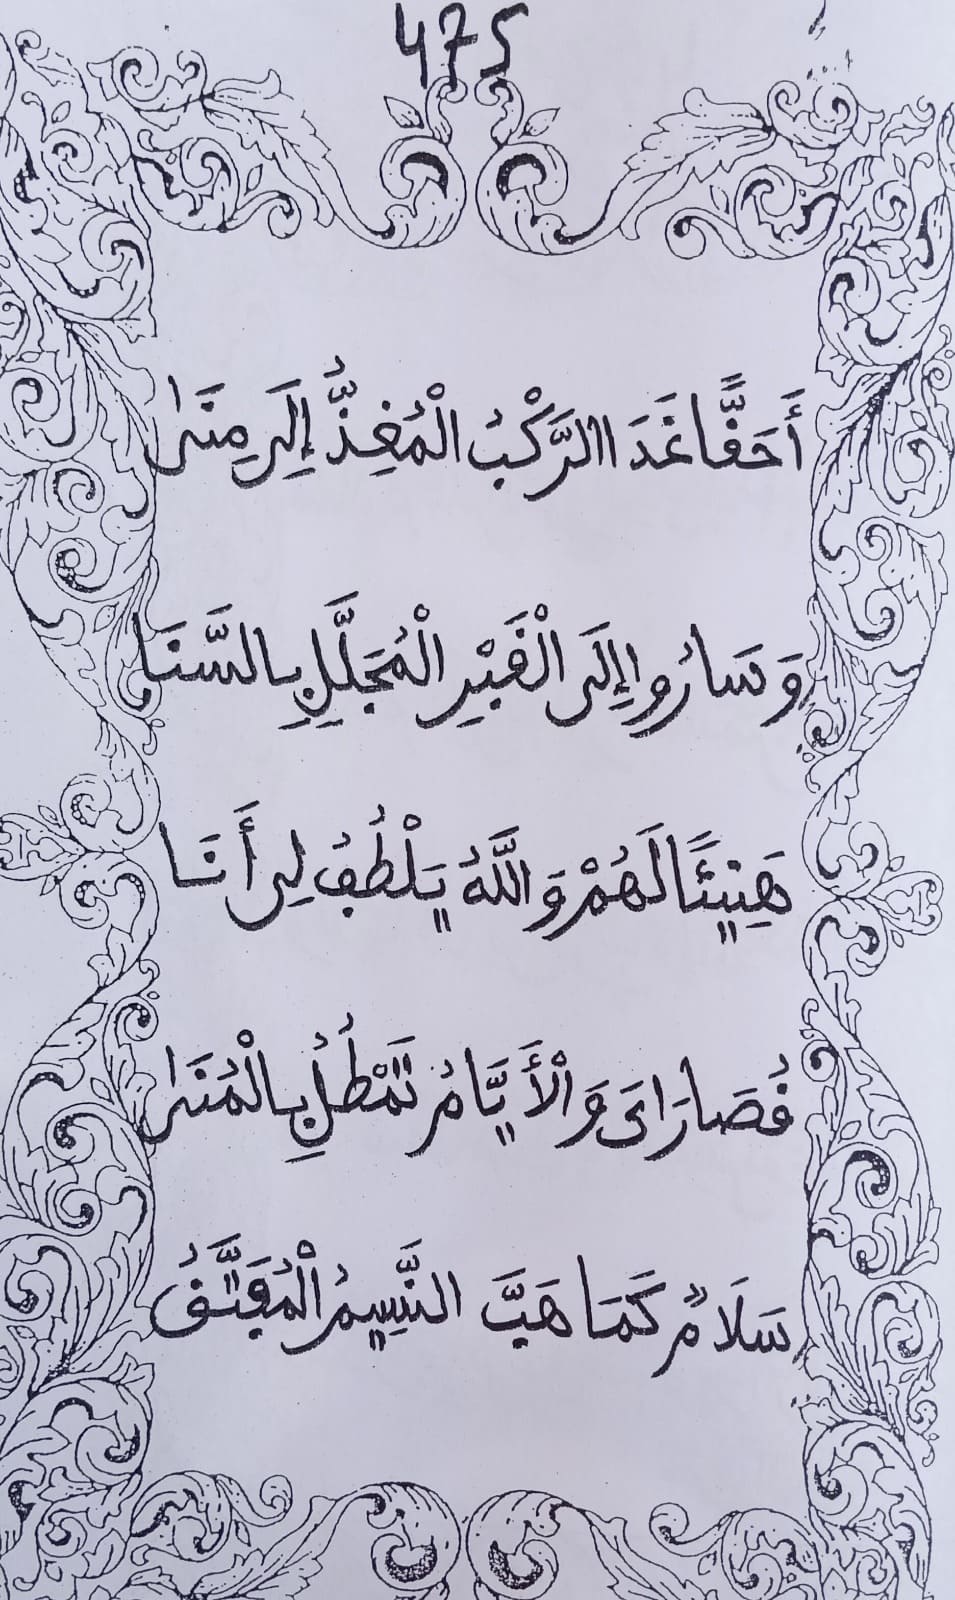 475
أَحَقًّا غَدَا الرَّكْبُ الْمُغِذُّ إِلَى مِنَى
وَسَارُوا إِلَى الْقَبْرِ الْمُجَلَّلِ بِالسَّنَا
هَنِيئًا لَهُمْ وَاللَّهُ يَلْطُفُ لِي أَنَا
قُصَارَايَ وَالْأَيَّامُ تَمْطُلُ بِالْمُنَى
سَلَامٌ كَمَا هَبَّ النَّسِيمُ الْمُفَتَّقُ